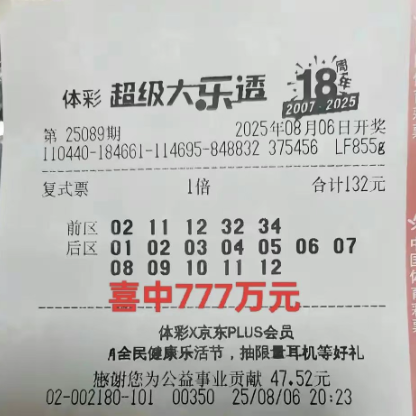 体彩 超级大乐透 18周年 2007-2025
第 25089期 2025年08月06日开奖
110440-184661-114695-848832 375456 LF855g
复式票 1倍 合计132元
前区 02 11 12 32 34
后区 01 02 03 04 05 06 07
08 09 10 11 12
喜中777万元
体彩X京东PLUS会员
全民健康乐活节，抽限量耳机等好礼
感谢您为公益事业贡献 47.52元
02-002180-101 00350 25/08/06 20:23